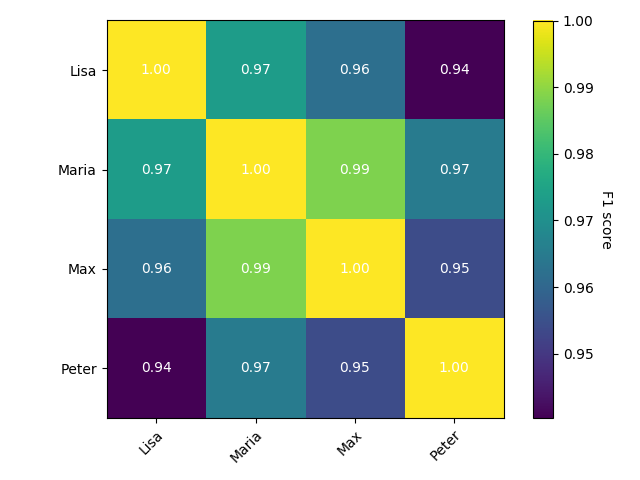 Lisa 1.00 0.97 0.96 0.94
Maria 0.97 1.00 0.99 0.97
Max 0.96 0.99 1.00 0.95
Peter 0.94 0.97 0.95 1.00
Lisa Maria Max Peter
1.00
0.99
0.98
0.97
0.96
0.95
F1 score